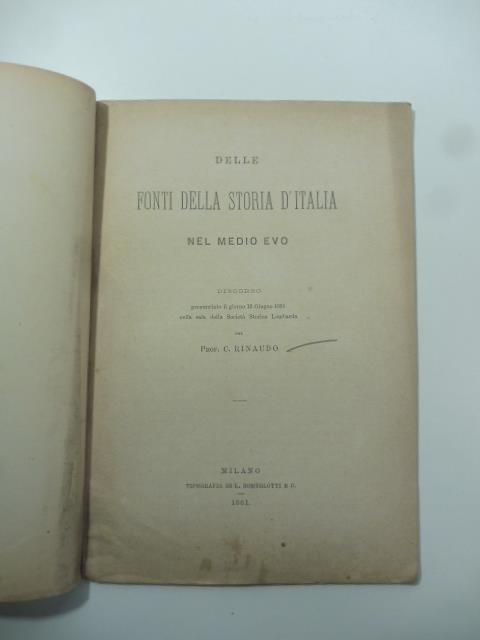 DELLE
FONTI DELLA STORIA D'ITALIA
NEL MEDIO EVO
DISCORSO
pronunciato il giorno 12 Giugno 1881
nella sala della Società Storica Lombarda
DAL
PROF. C. RINAUDO
MILANO
TIPOGRAFIA DI L. BORTOLOTTI E C.
1881.